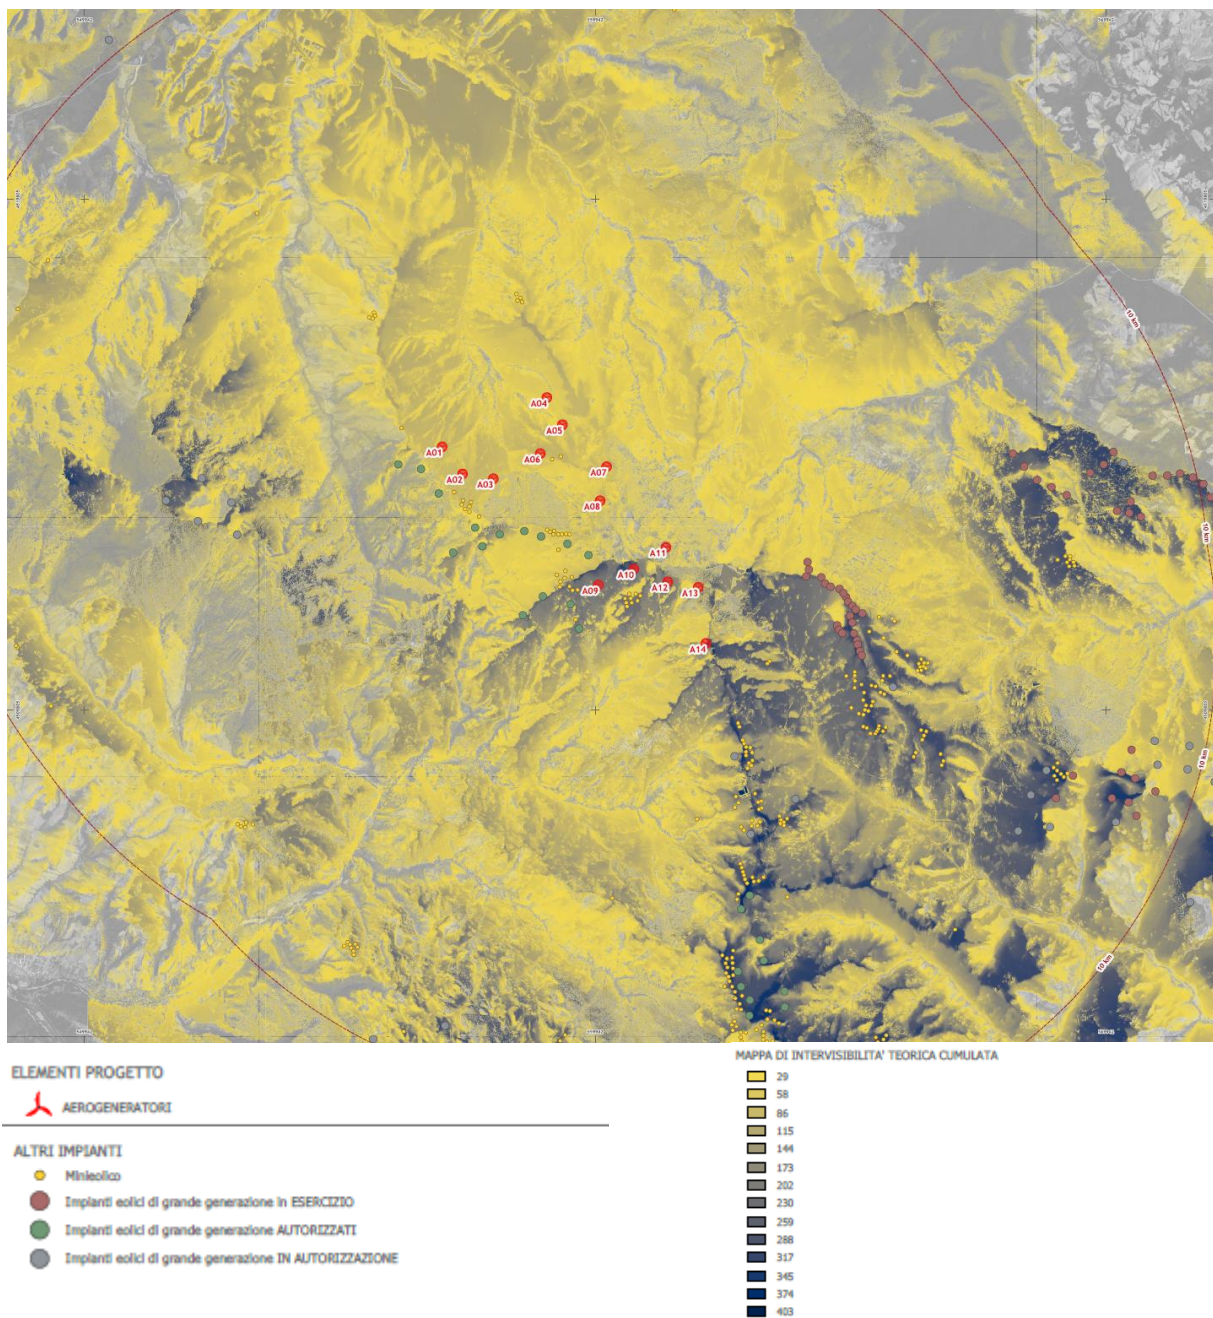 10 km
A04
A05
A01
A06
A07
A02
A03
A08
10 km
A11
A10
A09
A12
A13
A14
10 km
10 km
ELEMENTI PROGETTO
AEROGENERATORI
ALTRI IMPIANTI
Minieolico
Impianti eolici di grande generazione in ESERCIZIO
Impianti eolici di grande generazione AUTORIZZATI
Impianti eolici di grande generazione IN AUTORIZZAZIONE
MAPPA DI INTERVISIBILITA' TEORICA CUMULATA
29
58
86
115
144
173
202
230
259
288
317
345
374
403